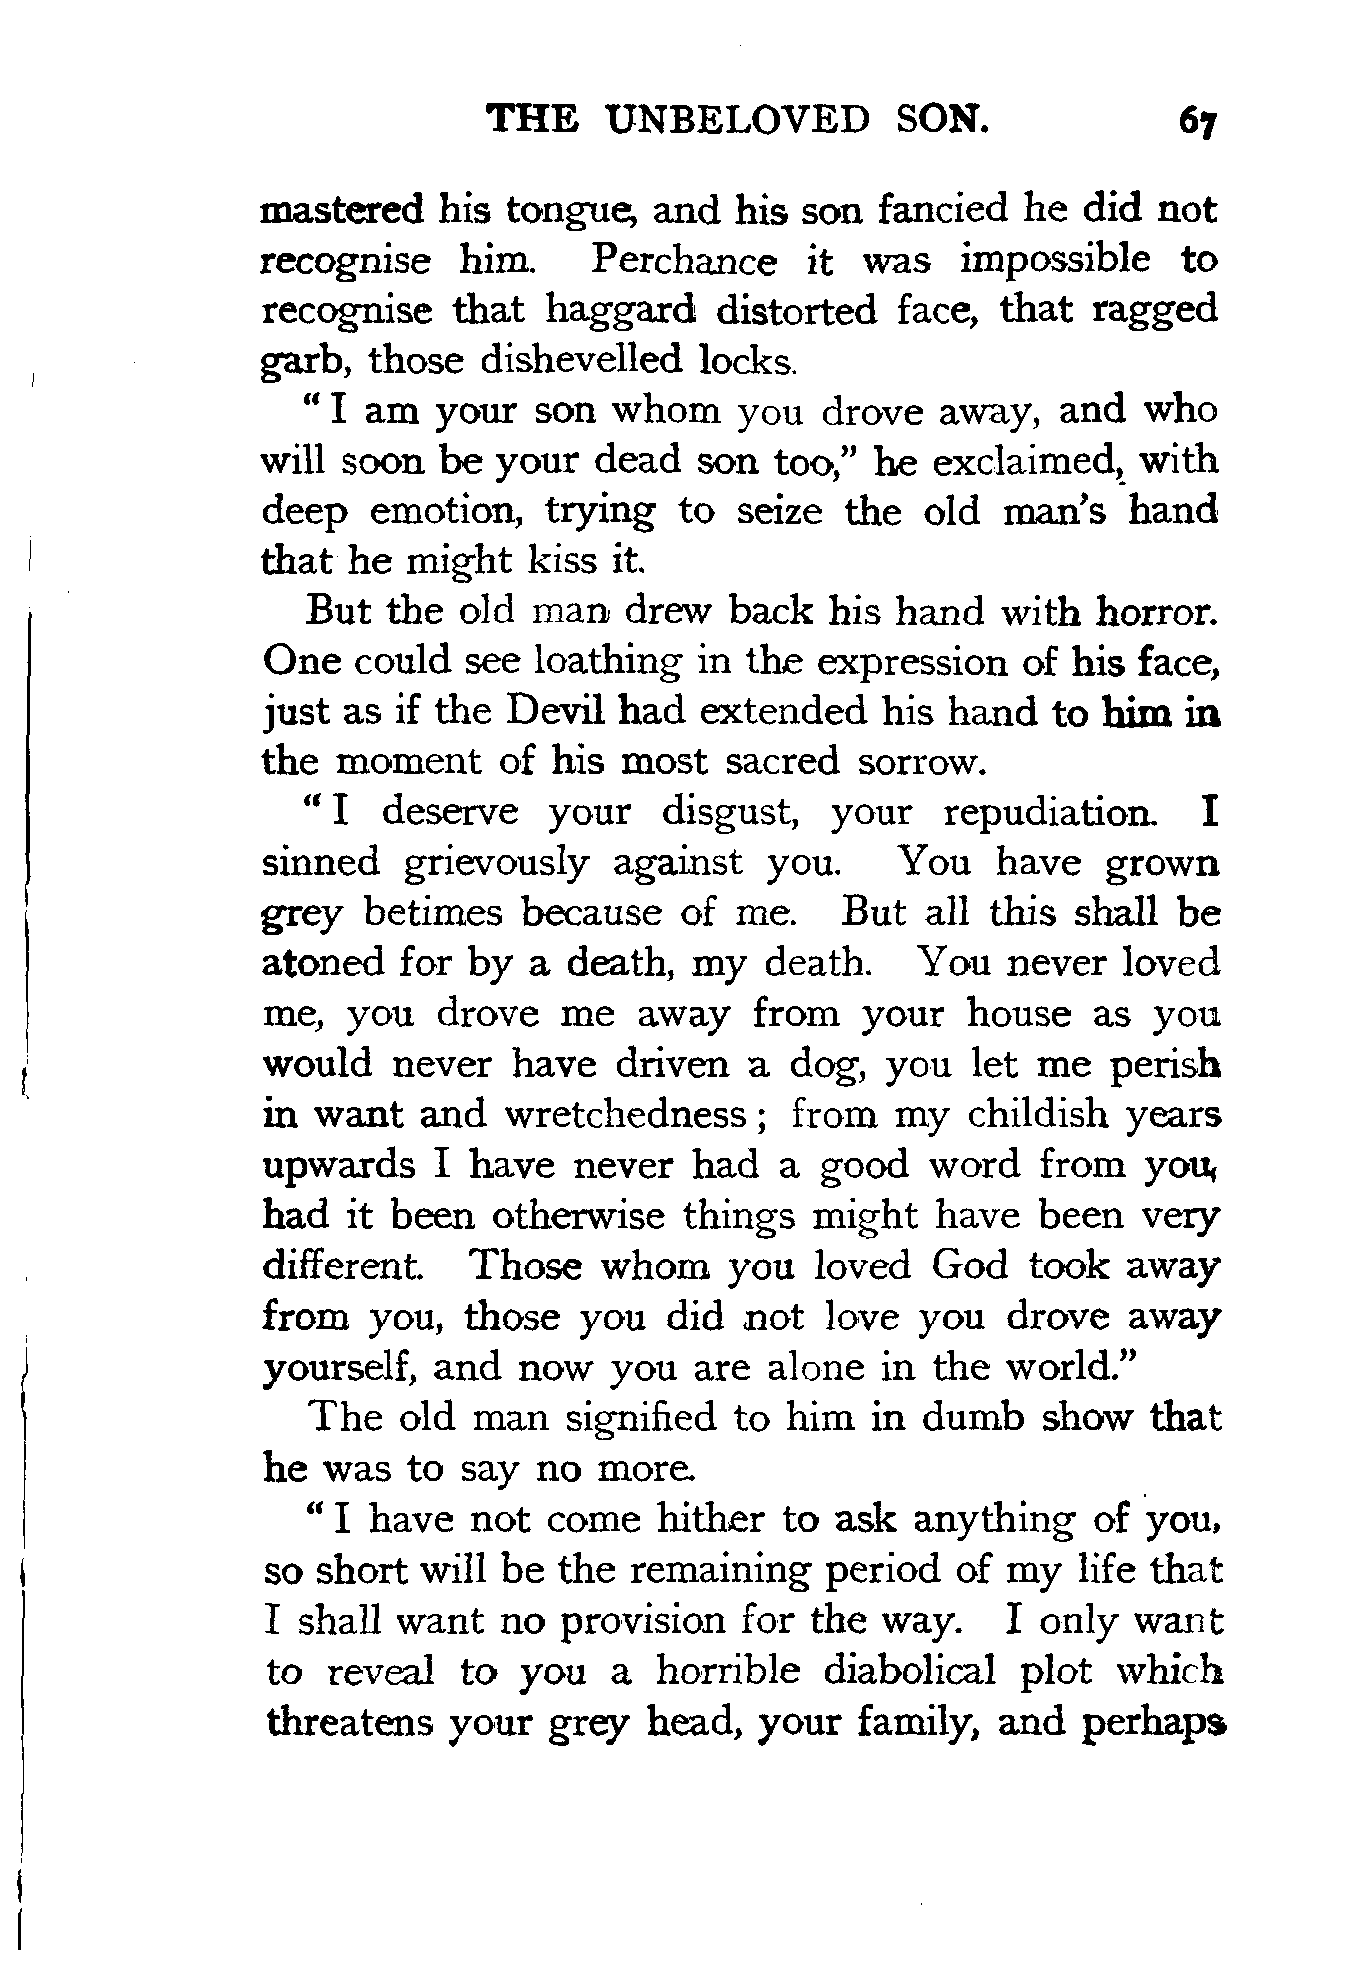 THE UNBELOVED SON. 67
mastered his tongue, and his son fancied he did not
recognise him. Perchance it was impossible to
recognise that haggard distorted face, that ragged
garb, those dishevelled locks.
“ I am your son whom you drove away, and who
will soon be your dead son too,” he exclaimed, with
deep emotion, trying to seize the old man’s hand
that he might kiss it.
But the old man drew back his hand with horror.
One could see loathing in the expression of his face,
just as if the Devil had extended his hand to him in
the moment of his most sacred sorrow.
“ I deserve your disgust, your repudiation. I
sinned grievously against you. You have grown
grey betimes because of me. But all this shall be
atoned for by a death, my death. You never loved
me, you drove me away from your house as you
would never have driven a dog, you let me perish
in want and wretchedness ; from my childish years
upwards I have never had a good word from you,
had it been otherwise things might have been very
different. Those whom you loved God took away
from you, those you did not love you drove away
yourself, and now you are alone in the world.”
The old man signified to him in dumb show that
he was to say no more.
“ I have not come hither to ask anything of you,
so short will be the remaining period of my life that
I shall want no provision for the way. I only want
to reveal to you a horrible diabolical plot which
threatens your grey head, your family, and perhaps